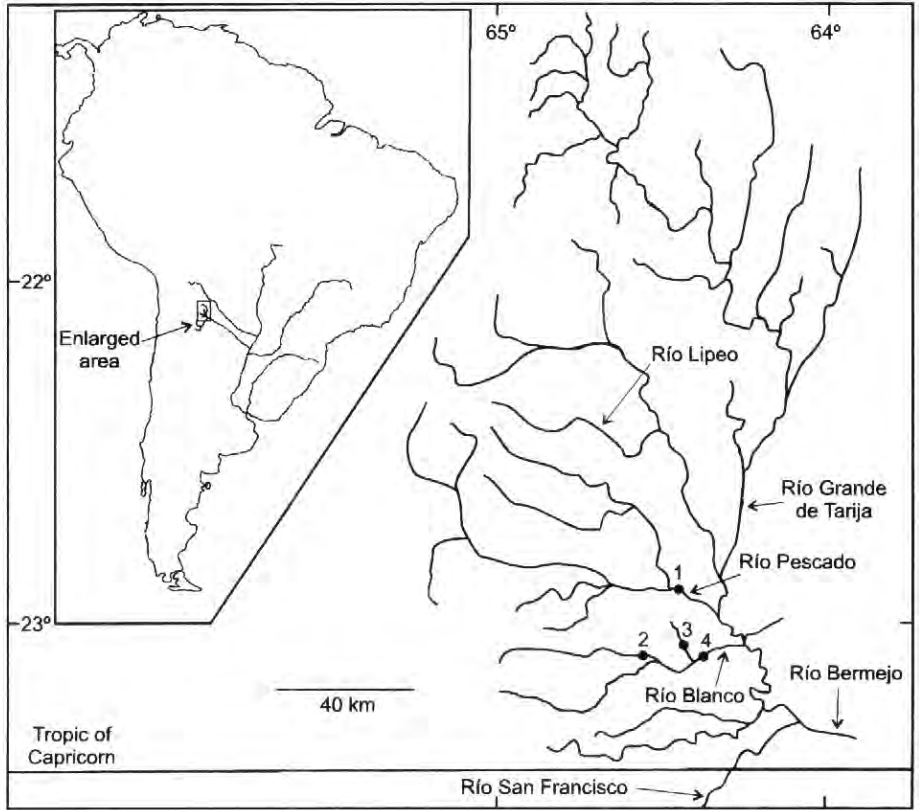 65°
64°
22°
Enlarged
area
Río Lipeo
Río Grande
de Tarija
1
Río Pescado
23°
3
2
4
40 km
Río Blanco
Río Bermejo
Tropic of
Capricorn
Río San Francisco